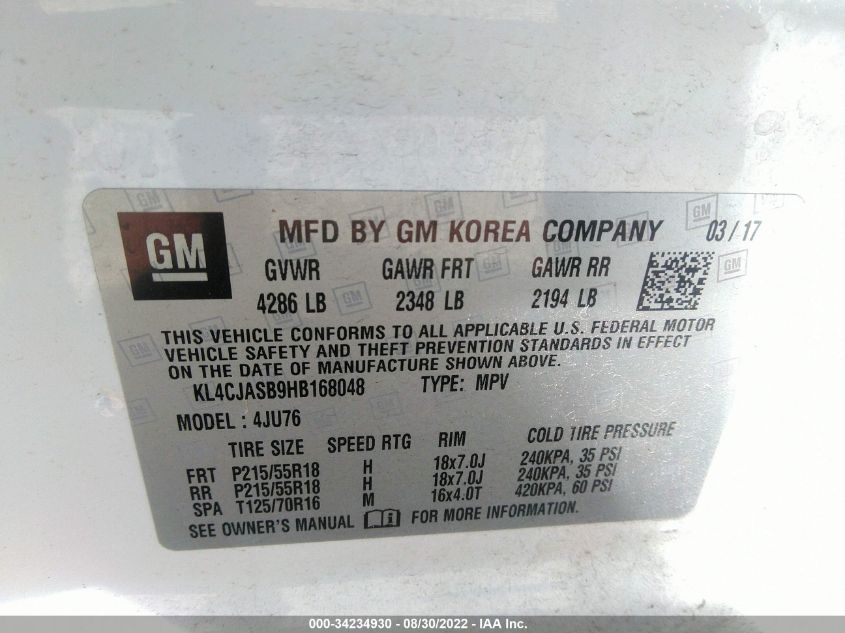 GM MFD BY GM KOREA COMPANY 03/17
GVWR GAWR FRT GAWR RR
4286 LB 2348 LB 2194 LB
THIS VEHICLE CONFORMS TO ALL APPLICABLE U.S. FEDERAL MOTOR
VEHICLE SAFETY AND THEFT PREVENTION STANDARDS IN EFFECT
ON THE DATE OF MANUFACTURE SHOWN ABOVE.
KL4CJASB9HB168048 TYPE: MPV
MODEL : 4JU76
TIRE SIZE SPEED RTG RIM COLD TIRE PRESSURE
FRT P215/55R18 H 18x7.0J 240KPA, 35 PSI
RR P215/55R18 H 18x7.0J 240KPA, 35 PSI
SPA T125/70R16 M 16x4.0T 420KPA, 60 PSI
SEE OWNER'S MANUAL FOR MORE INFORMATION.
000-34234930 - 08/30/2022 - IAA Inc.